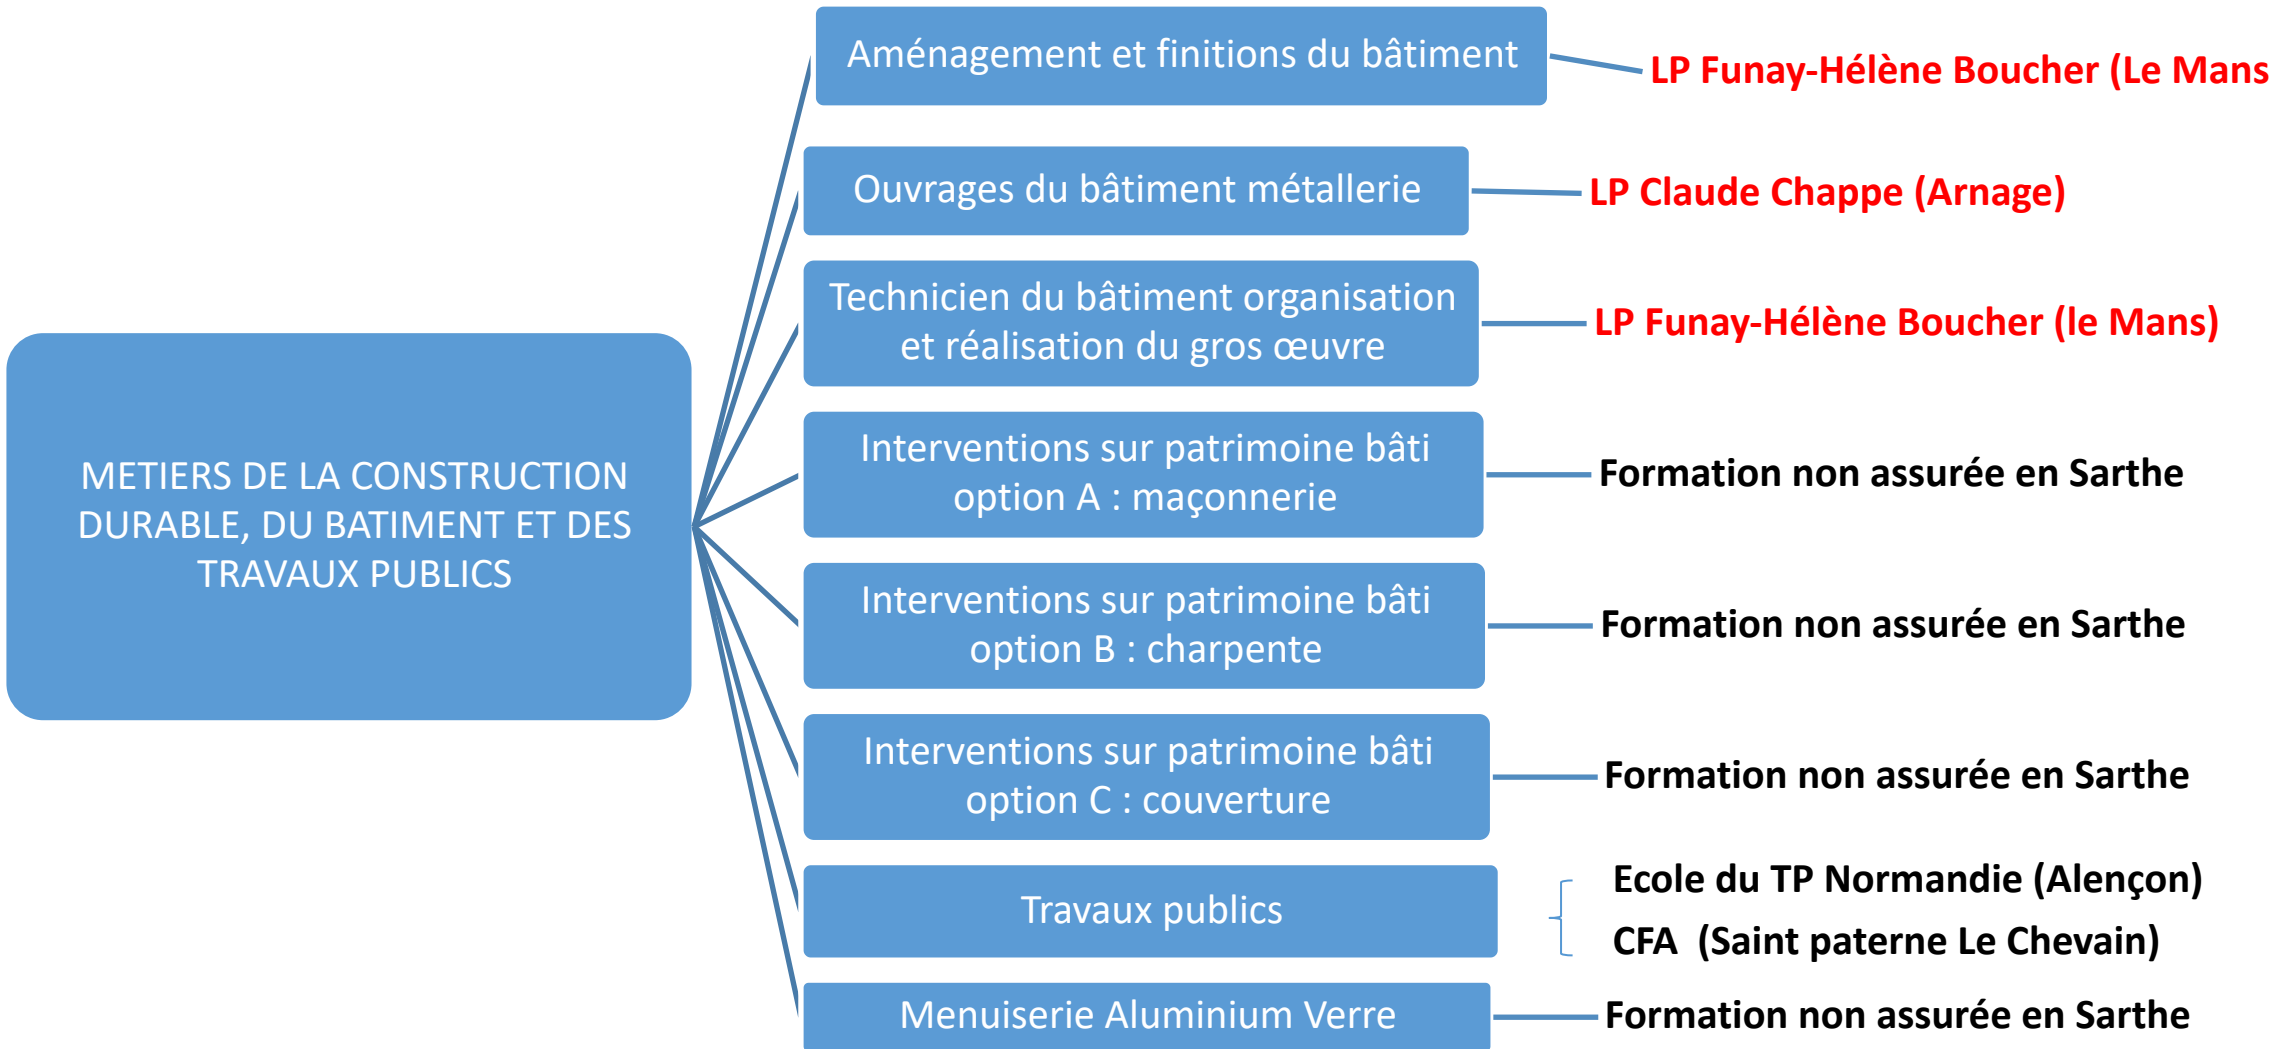 METIERS DE LA CONSTRUCTION
DURABLE, DU BATIMENT ET DES
TRAVAUX PUBLICS
Aménagement et finitions du bâtiment
LP Funay-Hélène Boucher (Le Mans
Ouvrages du bâtiment métallerie
LP Claude Chappe (Arnage)
Technicien du bâtiment organisation
et réalisation du gros œuvre
LP Funay-Hélène Boucher (le Mans)
Interventions sur patrimoine bâti
option A : maçonnerie
Formation non assurée en Sarthe
Interventions sur patrimoine bâti
option B : charpente
Formation non assurée en Sarthe
Interventions sur patrimoine bâti
option C : couverture
Formation non assurée en Sarthe
Travaux publics
Ecole du TP Normandie (Alençon)
CFA (Saint paterne Le Chevain)
Menuiserie Aluminium Verre
Formation non assurée en Sarthe